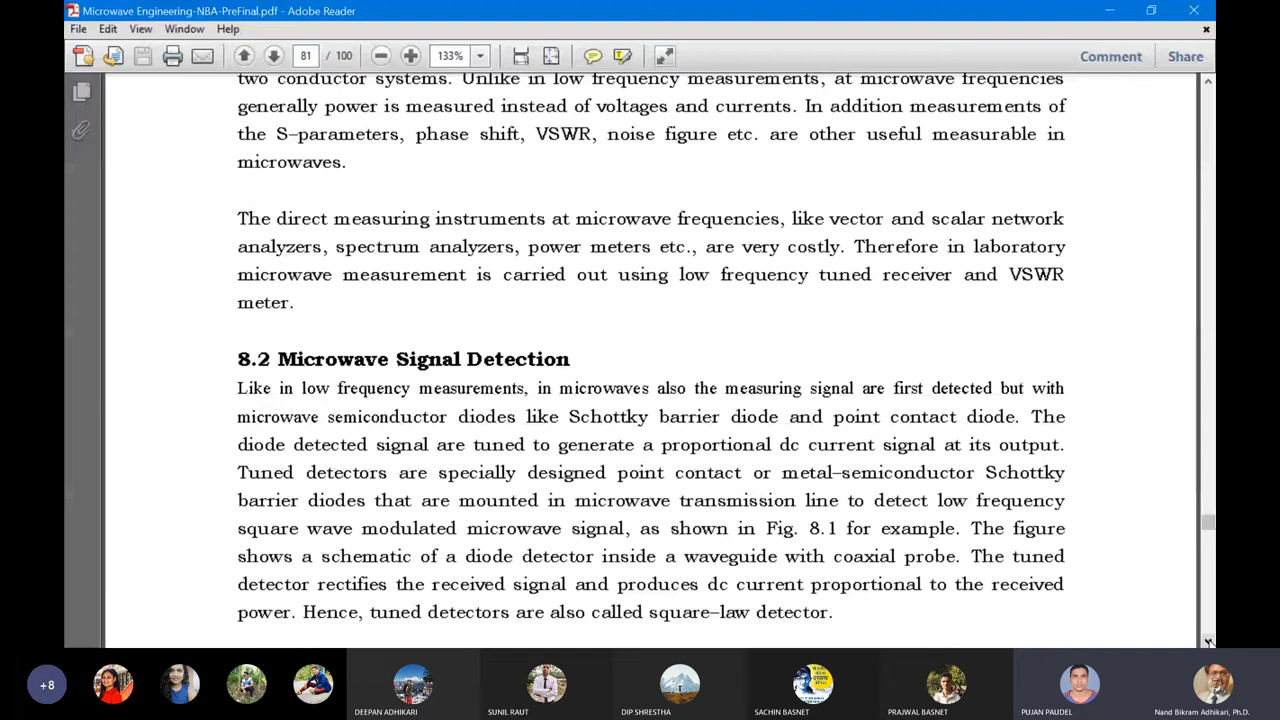 Microwave Engineering-NBA-PreFinal.pdf - Adobe Reader
File Edit View Window Help
81 / 100 133% Comment Share
two conductor systems. Unlike in low frequency measurements, at microwave frequencies
generally power is measured instead of voltages and currents. In addition measurements of
the S–parameters, phase shift, VSWR, noise figure etc. are other useful measurable in
microwaves.
The direct measuring instruments at microwave frequencies, like vector and scalar network
analyzers, spectrum analyzers, power meters etc., are very costly. Therefore in laboratory
microwave measurement is carried out using low frequency tuned receiver and VSWR
meter.
8.2 Microwave Signal Detection
Like in low frequency measurements, in microwaves also the measuring signal are first detected but with
microwave semiconductor diodes like Schottky barrier diode and point contact diode. The
diode detected signal are tuned to generate a proportional dc current signal at its output.
Tuned detectors are specially designed point contact or metal–semiconductor Schottky
barrier diodes that are mounted in microwave transmission line to detect low frequency
square wave modulated microwave signal, as shown in Fig. 8.1 for example. The figure
shows a schematic of a diode detector inside a waveguide with coaxial probe. The tuned
detector rectifies the received signal and produces dc current proportional to the received
power. Hence, tuned detectors are also called square–law detector.
+8
DEEPAN ADHIKARI SUNIL RAUT DIP SHRESTHA SACHIN BASNET PRAJWAL BASNET PUJAN PAUDEL Nand Bikram Adhikari, Ph.D.